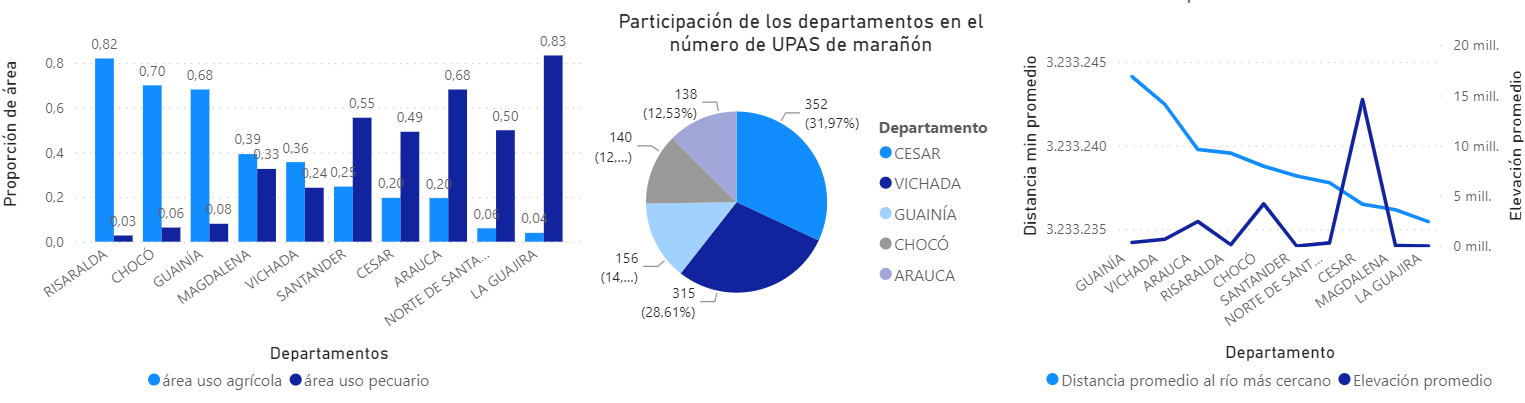 Proporción de área
0,8
0,6
0,4
0,2
0,0
0,82
0,03
0,70
0,06
0,68
0,08
0,39
0,33
0,36
0,24
0,25
0,55
0,20
0,49
0,20
0,68
0,06
0,50
0,04
0,83
RISARALDA
CHOCÓ
GUAINÍA
MAGDALENA
VICHADA
SANTANDER
CESAR
ARAUCA
NORTE DE SANTA...
LA GUAJIRA
Departamentos
área uso agrícola
área uso pecuario
Participación de los departamentos en el
número de UPAS de marañón
352
(31,97%)
315
(28,61%)
156
(14,...)
140
(12,...)
138
(12,53%)
Departamento
CESAR
VICHADA
GUAINÍA
CHOCÓ
ARAUCA
Distancia min promedio
3.233.245
3.233.240
3.233.235
20 mill.
15 mill.
10 mill.
5 mill.
0 mill.
Elevación promedio
GUAINÍA
VICHADA
ARAUCA
RISARALDA
CHOCÓ
SANTANDER
NORTE DE SANT...
CESAR
MAGDALENA
LA GUAJIRA
Departamento
Distancia promedio al río más cercano
Elevación promedio